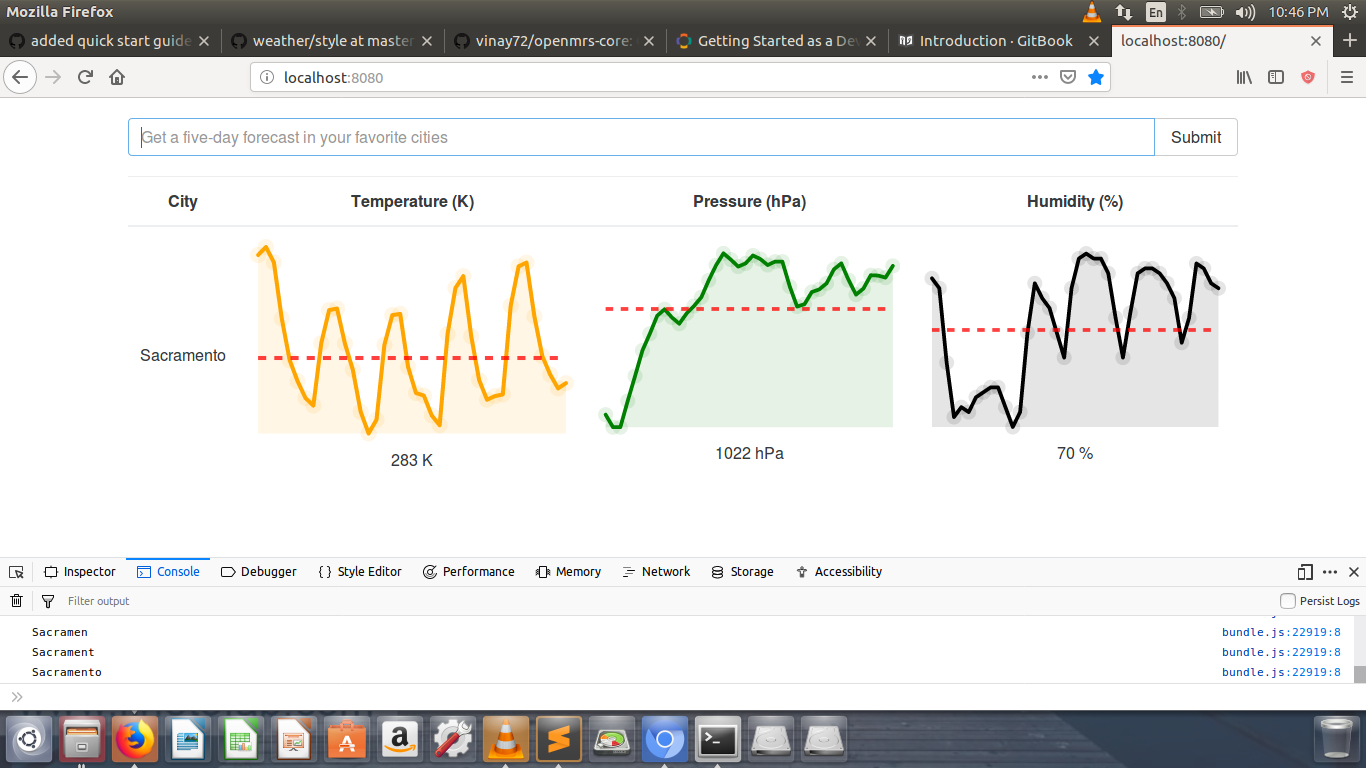 Mozilla Firefox
En
10:46 PM
added quick start guide
weather/style at master
vinay72/openmrs-core:
Getting Started as a De
Introduction · GitBook
localhost:8080/
localhost:8080
Get a five-day forecast in your favorite cities
Submit
City
Temperature (K)
Pressure (hPa)
Humidity (%)
Sacramento
283 K
1022 hPa
70 %
Inspector
Console
Debugger
Style Editor
Performance
Memory
Network
Storage
Accessibility
Filter output
Persist Logs
Sacramen
bundle.js:22919:8
Sacrament
bundle.js:22919:8
Sacramento
bundle.js:22919:8